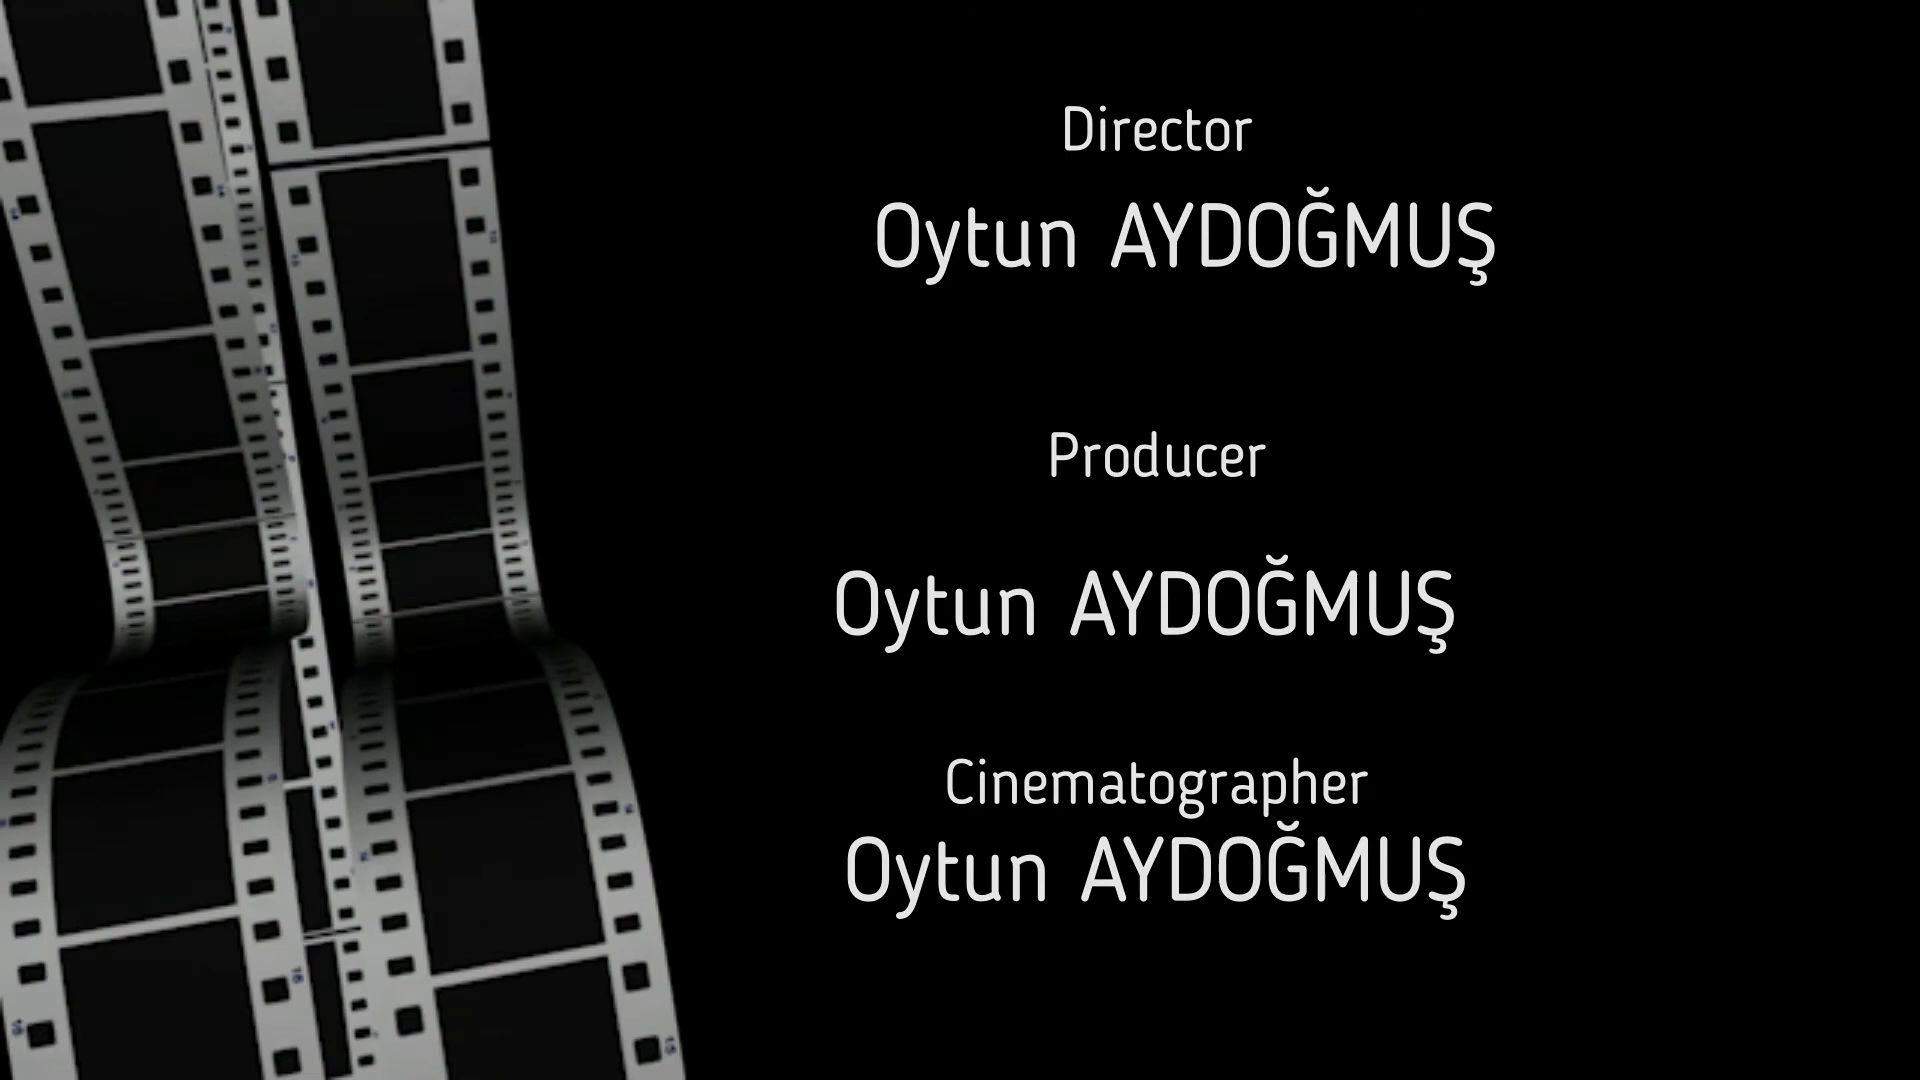 Director
Oytun AYDOĞMUŞ
Producer
Oytun AYDOĞMUŞ
Cinematographer
Oytun AYDOĞMUŞ